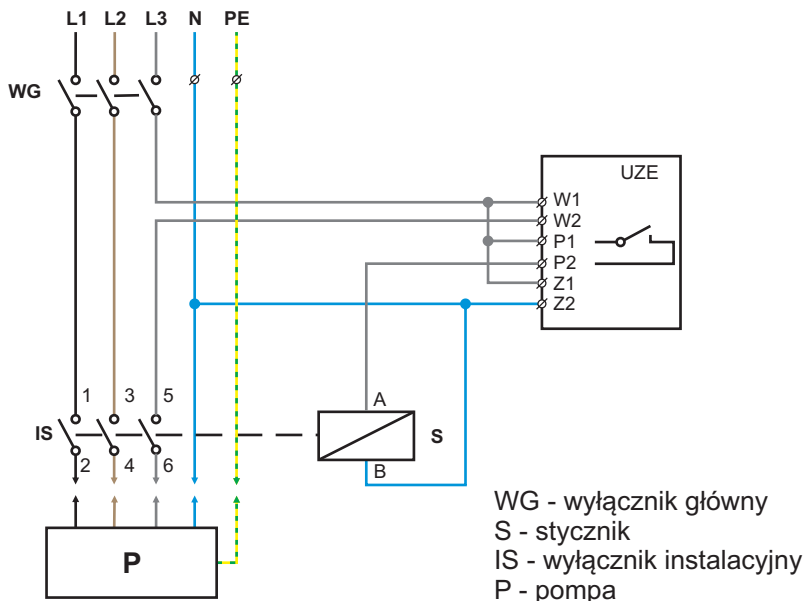 L1 L2 L3 N PE
WG
UZE
W1
W2
P1
P2
Z1
Z2
1 3 5
A
IS
S
2 4 6
B
P
WG - wyłącznik główny
S - stycznik
IS - wyłącznik instalacyjny
P - pompa